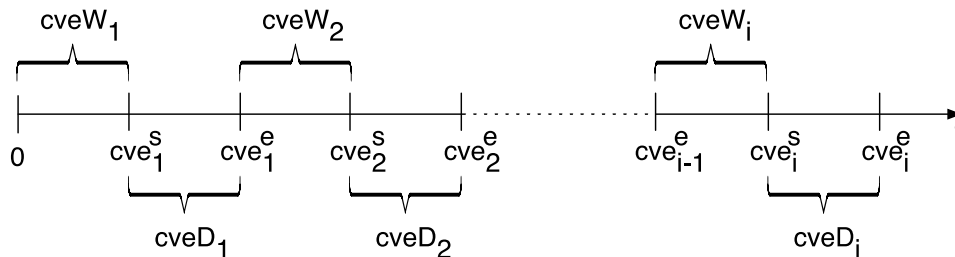 cveW₁ cveW₂ cveWᵢ
0 cve₁ˢ cve₁ᵉ cve₂ˢ cve₂ᵉ cveᵢ₋₁ᵉ cveᵢˢ cveᵢᵉ
cveD₁ cveD₂ cveDᵢ